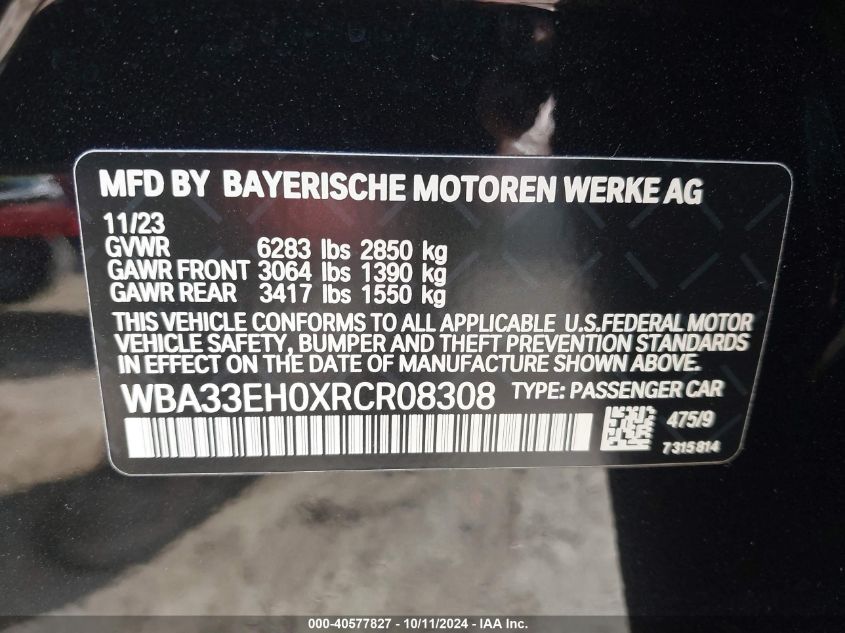 MFD BY BAYERISCHE MOTOREN WERKE AG
11/23
GVWR 6283 lbs 2850 kg
GAWR FRONT 3064 lbs 1390 kg
GAWR REAR 3417 lbs 1550 kg
THIS VEHICLE CONFORMS TO ALL APPLICABLE U.S.FEDERAL MOTOR
VEHICLE SAFETY, BUMPER AND THEFT PREVENTION STANDARDS
IN EFFECT ON THE DATE OF MANUFACTURE SHOWN ABOVE.
WBA33EH0XRCR08308 TYPE: PASSENGER CAR
475/9
7315814
000-40577827 - 10/11/2024 - IAA Inc.